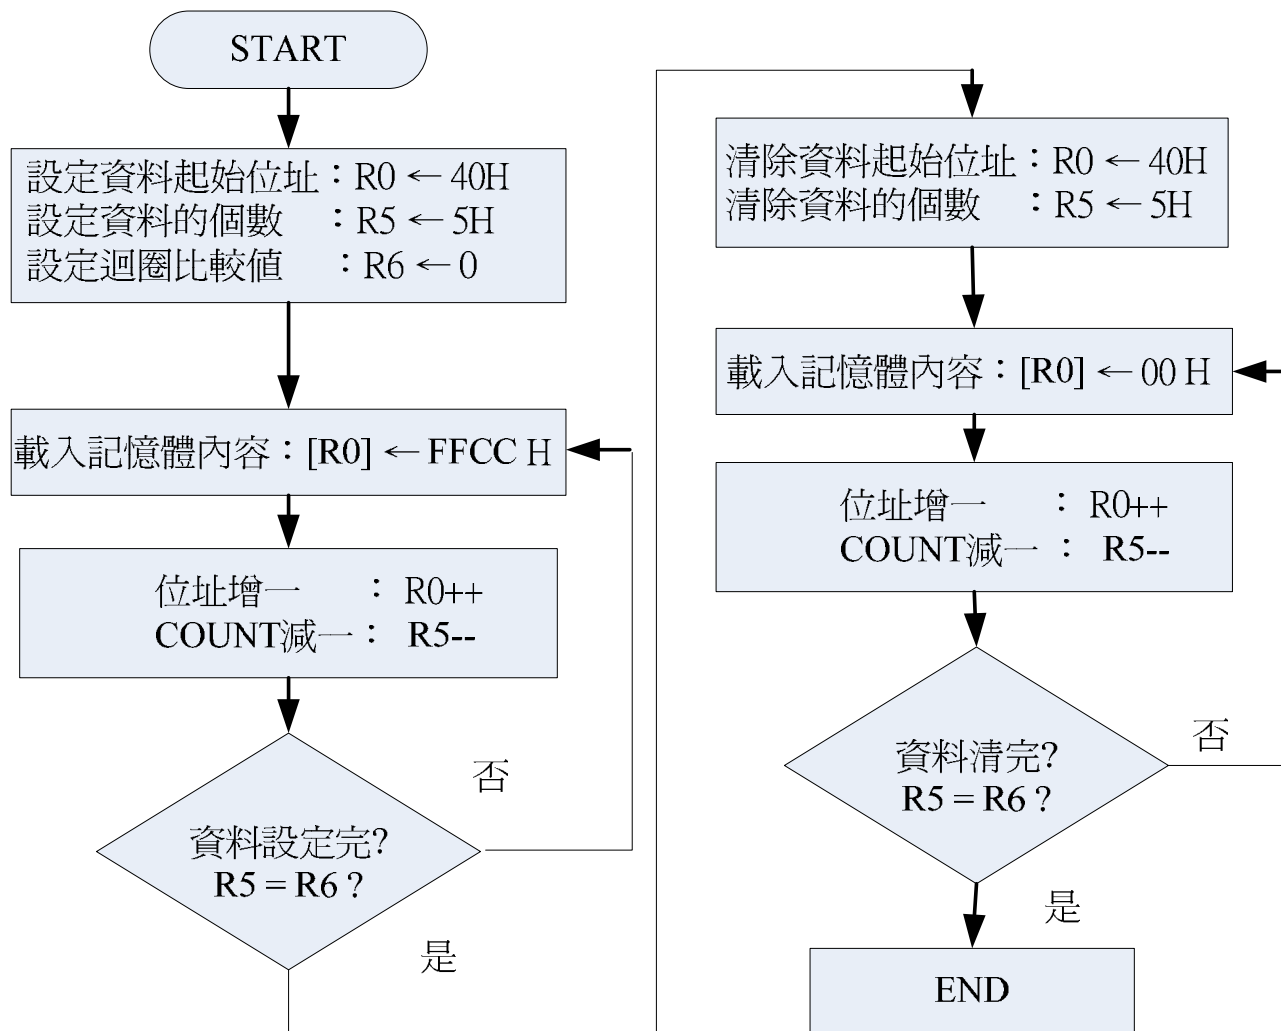 START
設定資料起始位址：R0 ← 40H
設定資料的個數 ：R5 ← 5H
設定迴圈比較值 ：R6 ← 0
載入記憶體內容：[R0] ← FFCC H
位址增一 ： R0++
COUNT減一： R5--
資料設定完?
R5 = R6 ?
否
是
清除資料起始位址：R0 ← 40H
清除資料的個數 ：R5 ← 5H
載入記憶體內容：[R0] ← 00 H
位址增一 ： R0++
COUNT減一： R5--
資料清完?
R5 = R6 ?
否
是
END